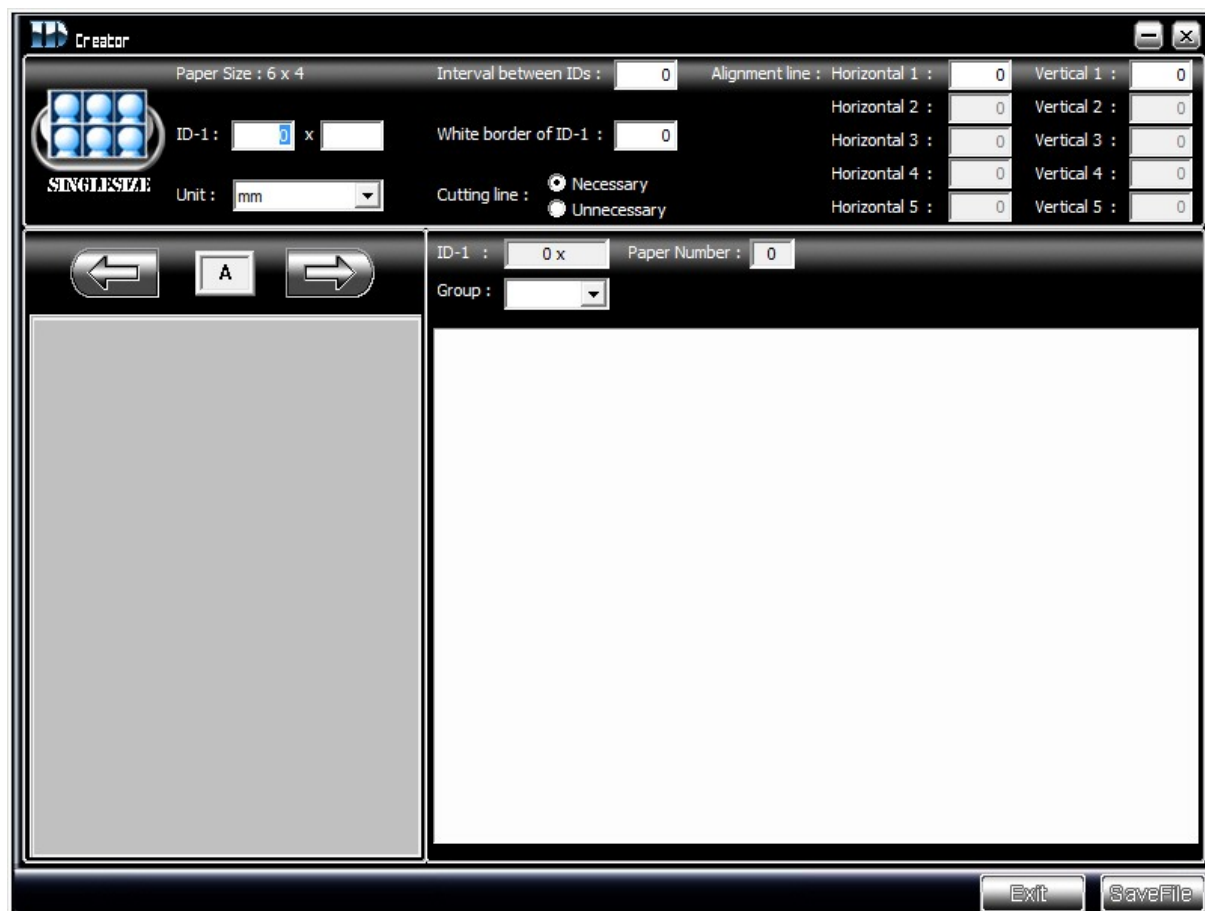 ID Creator
Paper Size : 6 x 4
Interval between IDs : 0
Alignment line : Horizontal 1 : 0 Vertical 1 : 0
Horizontal 2 : 0 Vertical 2 : 0
ID-1 : 0 x
White border of ID-1 : 0
Horizontal 3 : 0 Vertical 3 : 0
SINGLESIZE
Unit : mm
Cutting line : Necessary
Unnecessary
Horizontal 4 : 0 Vertical 4 : 0
Horizontal 5 : 0 Vertical 5 : 0
A
ID-1 : 0 x Paper Number : 0
Group :
Exit SaveFile